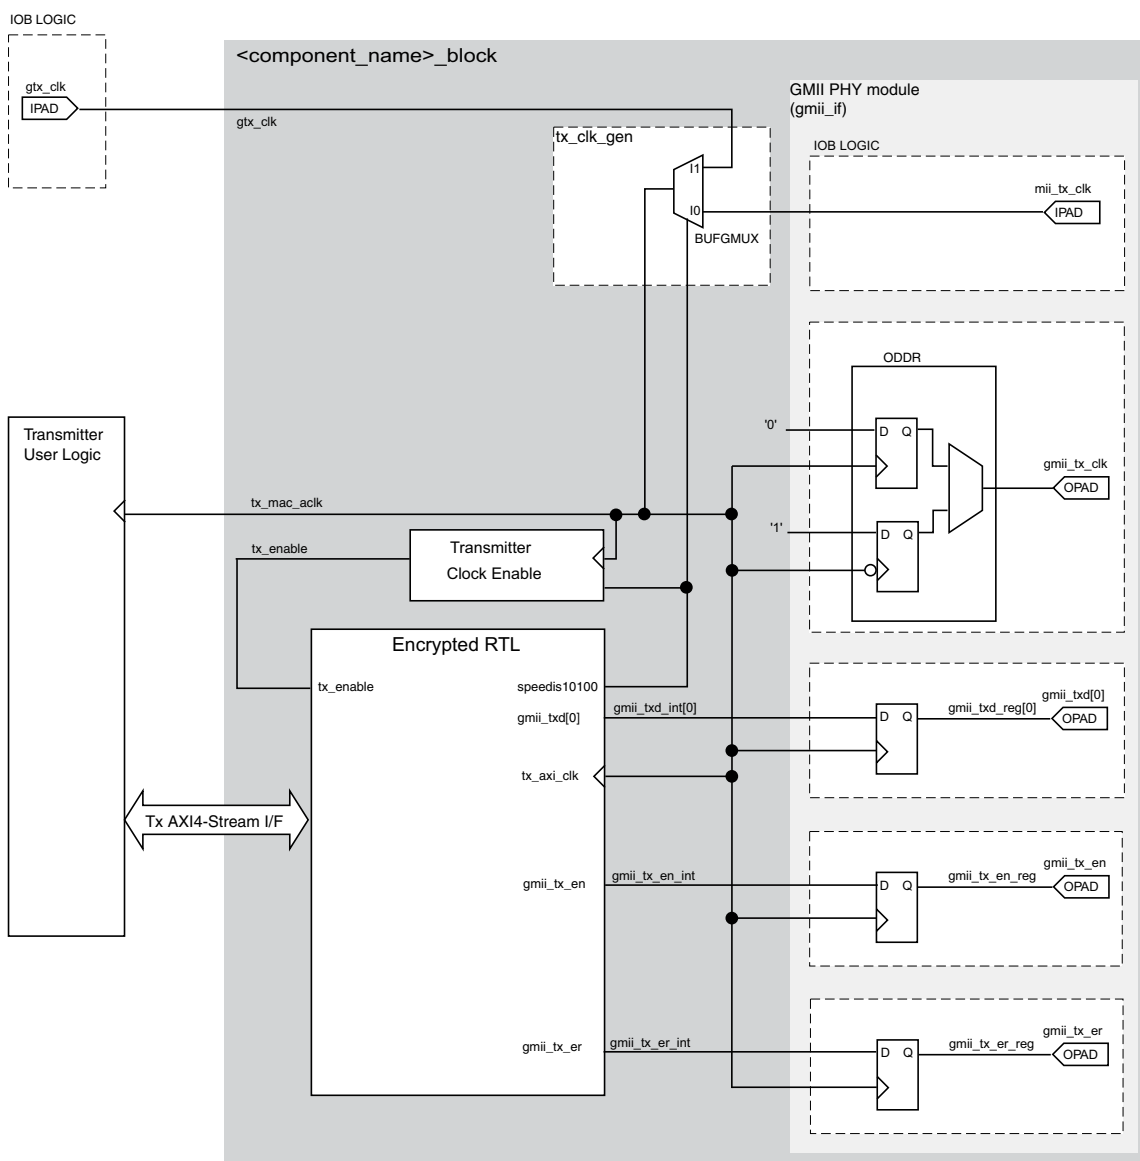 IOB LOGIC
<component_name>_block
gtx_clk
IPAD
gtx_clk
GMII PHY module
(gmii_if)
tx_clk_gen
IOB LOGIC
I1
mii_tx_clk
I0
IPAD
BUFGMUX
ODDR
'0'
D Q
Transmitter
User Logic
gmii_tx_clk
OPAD
tx_mac_aclk
'1'
D Q
tx_enable
Transmitter
Clock Enable
Encrypted RTL
tx_enable
speedis10100
gmii_txd[0]
gmii_txd_int[0]
D Q
gmii_txd_reg[0]
gmii_txd[0]
OPAD
tx_axi_clk
Tx AXI4-Stream I/F
gmii_tx_en
gmii_tx_en_int
D Q
gmii_tx_en_reg
gmii_tx_en
OPAD
gmii_tx_er
gmii_tx_er_int
D Q
gmii_tx_er_reg
gmii_tx_er
OPAD